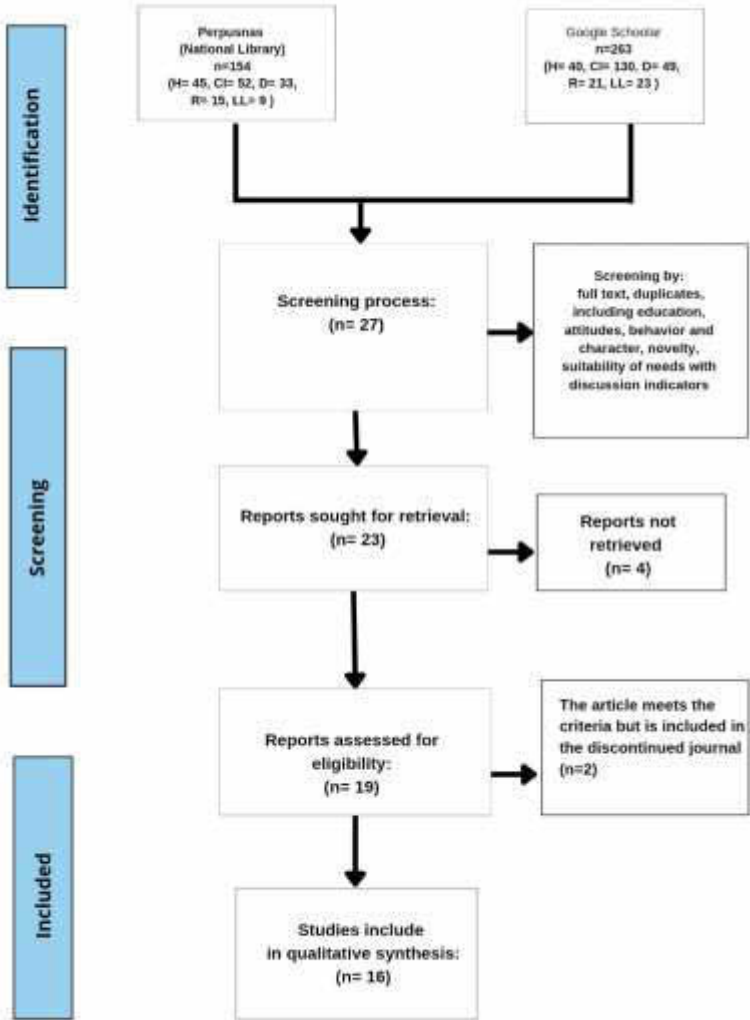 Perpusnas
(National Library)
n=154
(H= 45, CI= 52, D= 33,
R= 15, LL= 9 )
Google Schoolar
n=263
(H= 40, CI= 130, D= 49,
R= 21, LL= 23 )
Identification
Screening process:
(n= 27)
Screening by:
full text, duplicates,
including education,
attitudes, behavior and
character, novelty,
suitability of needs with
discussion indicators
Screening
Reports sought for retrieval:
(n= 23)
Reports not
retrieved
(n= 4)
Reports assessed for
eligibility:
(n= 19)
The article meets the
criteria but is included in
the discontinued journal
(n=2)
Included
Studies include
in qualitative synthesis:
(n= 16)